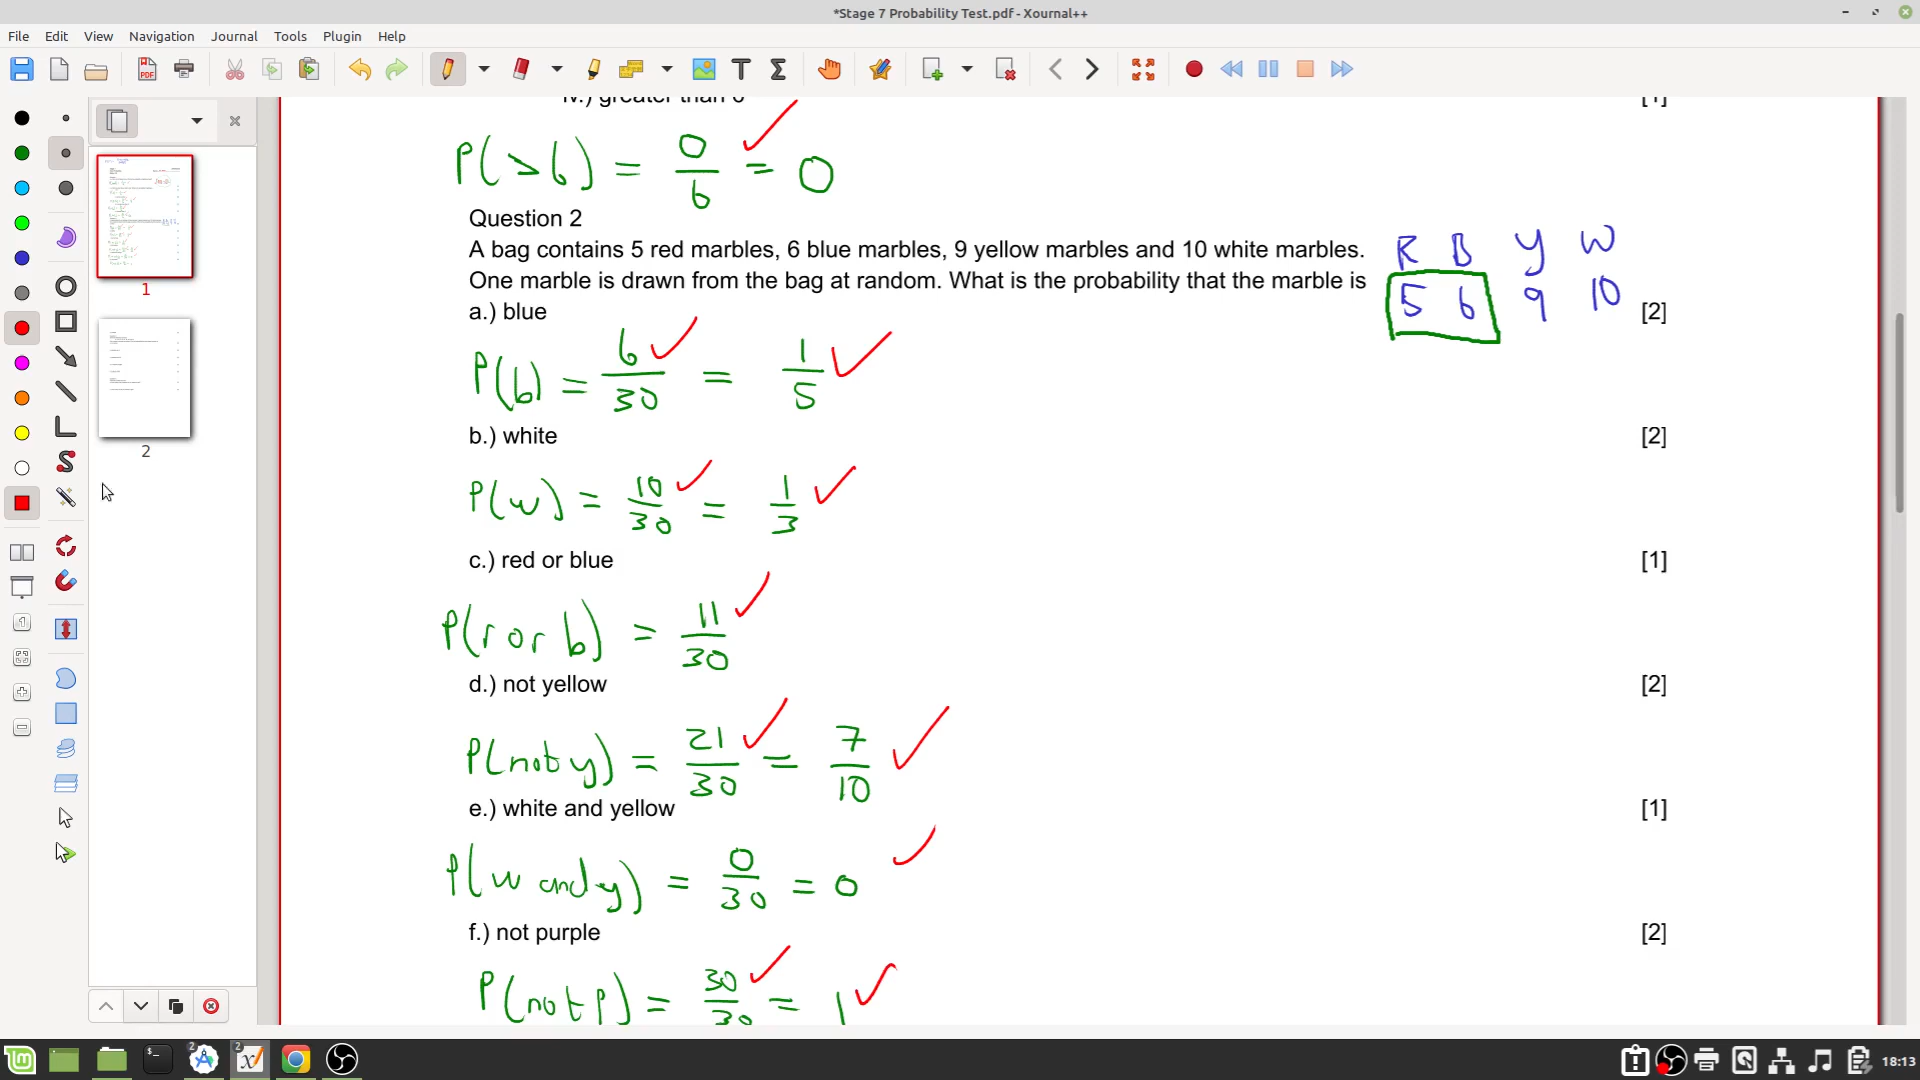 *Stage 7 Probability Test.pdf - Xournal++
File Edit View Navigation Journal Tools Plugin Help
iv.) greater than 6 [1]
P(>6) = 0/6 = 0
Question 2
A bag contains 5 red marbles, 6 blue marbles, 9 yellow marbles and 10 white marbles.
R B Y W
One marble is drawn from the bag at random. What is the probability that the marble is
5 6 9 10
a.) blue [2]
P(b) = 6/30 = 1/5
b.) white [2]
P(w) = 10/30 = 1/3
c.) red or blue [1]
P(r or b) = 11/30
d.) not yellow [2]
P(not y) = 21/30 = 7/10
e.) white and yellow [1]
P(w and y) = 0/30 = 0
f.) not purple [2]
P(not p) = 30/30 = 1
1
2
18:13